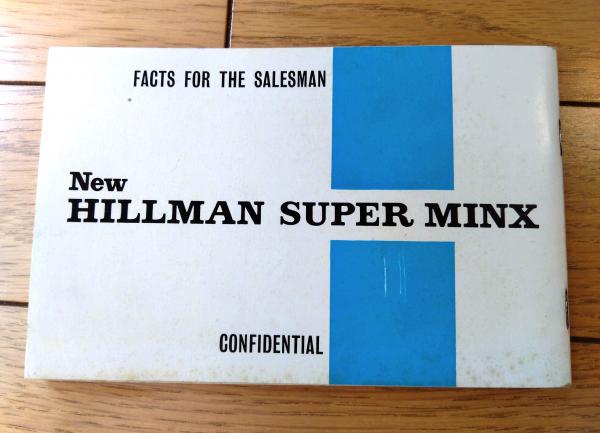 FACTS FOR THE SALESMAN
New
HILLMAN SUPER MINX
CONFIDENTIAL